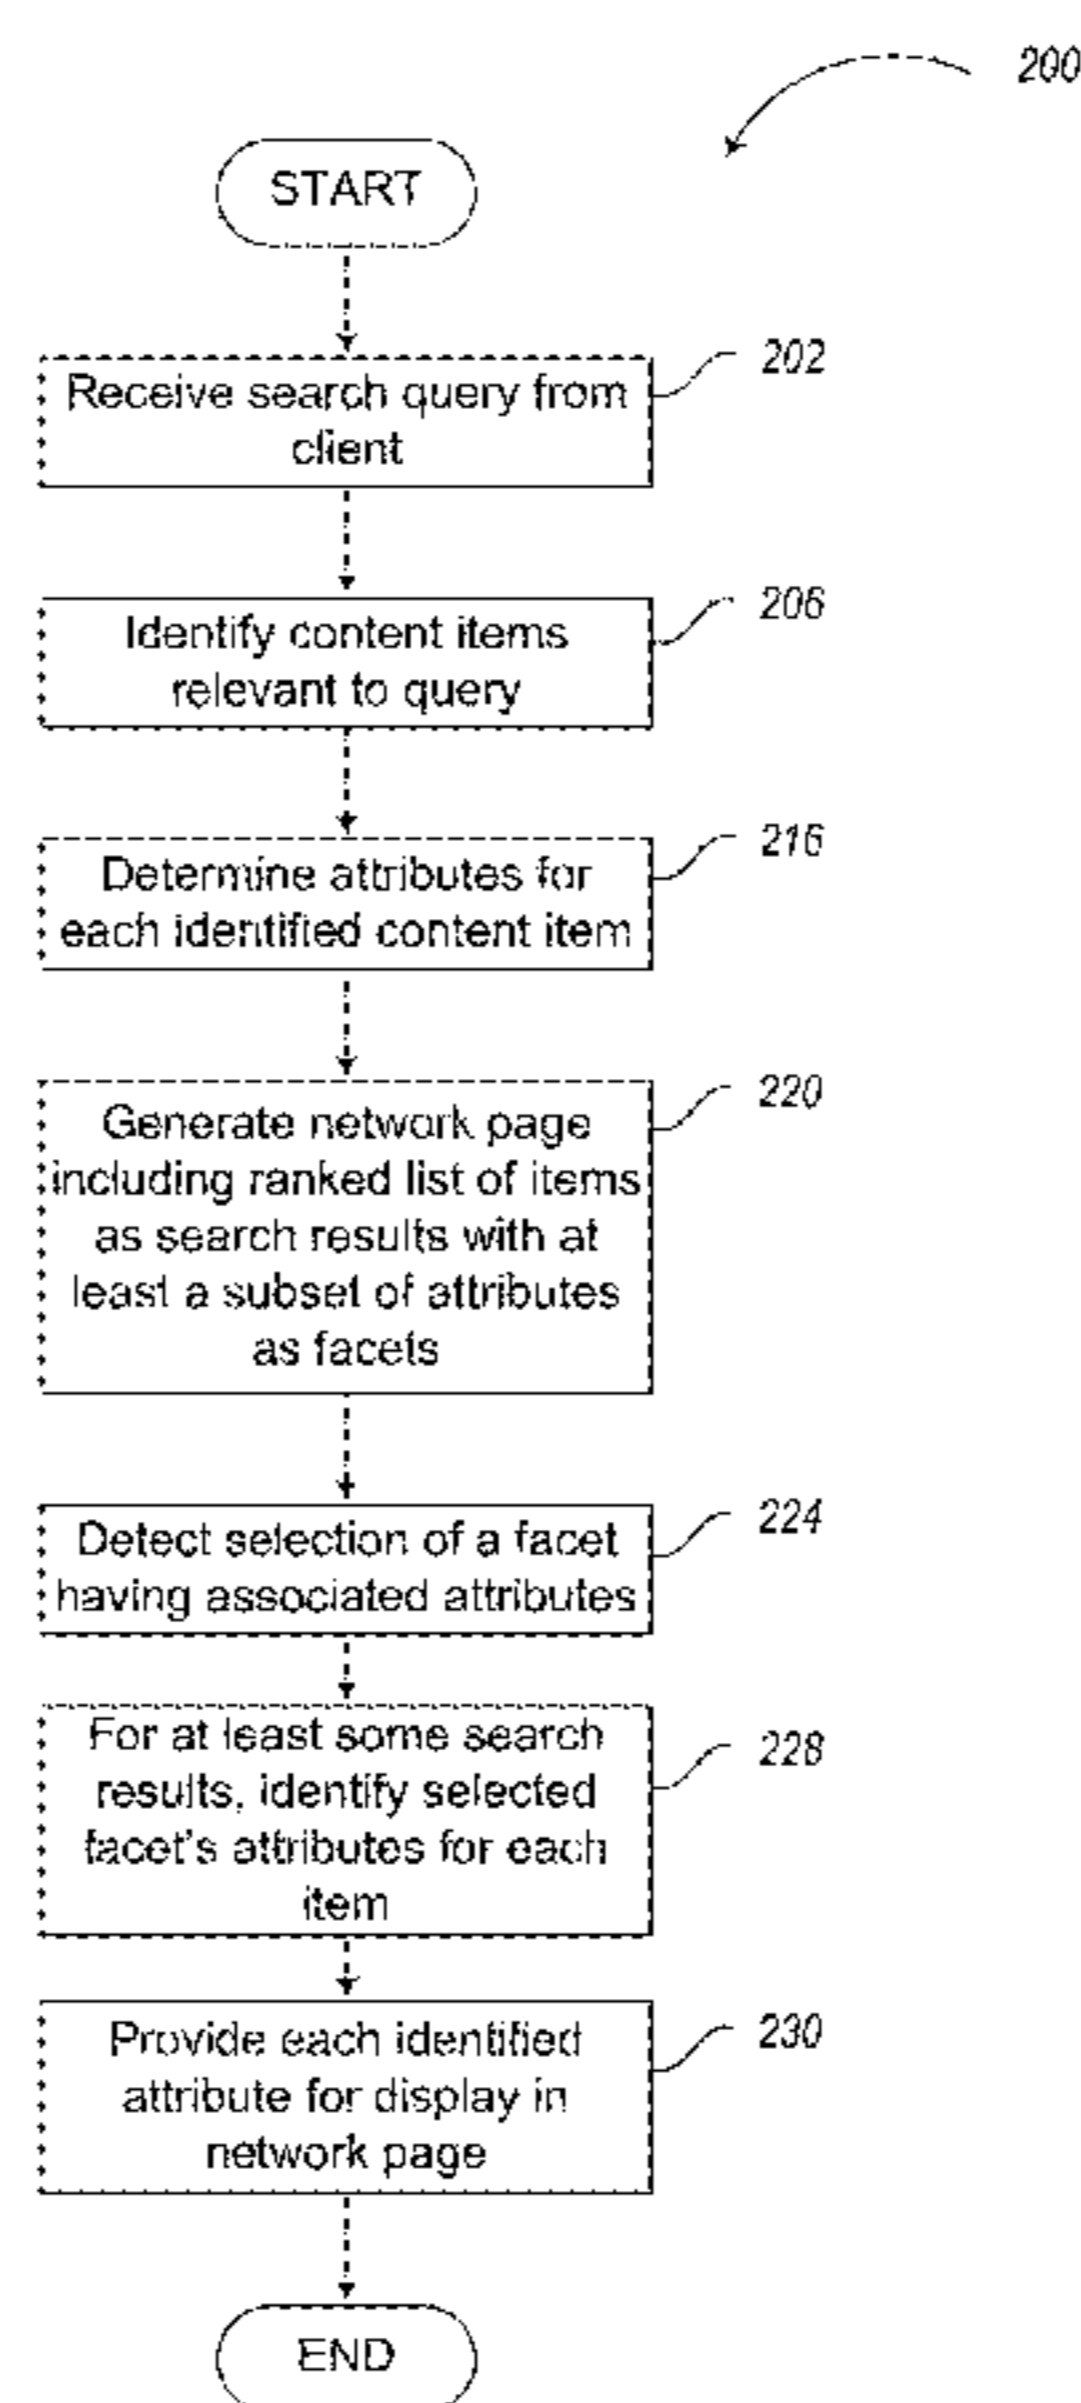 200
START
202
Receive search query from
client
206
Identify content items
relevant to query
216
Determine attributes for
each identified content item
220
Generate network page
including ranked list of items
as search results with at
least a subset of attributes
as facets
224
Detect selection of a facet
having associated attributes
228
For at least some search
results, identify selected
facet's attributes for each
item
230
Provide each identified
attribute for display in
network page
END